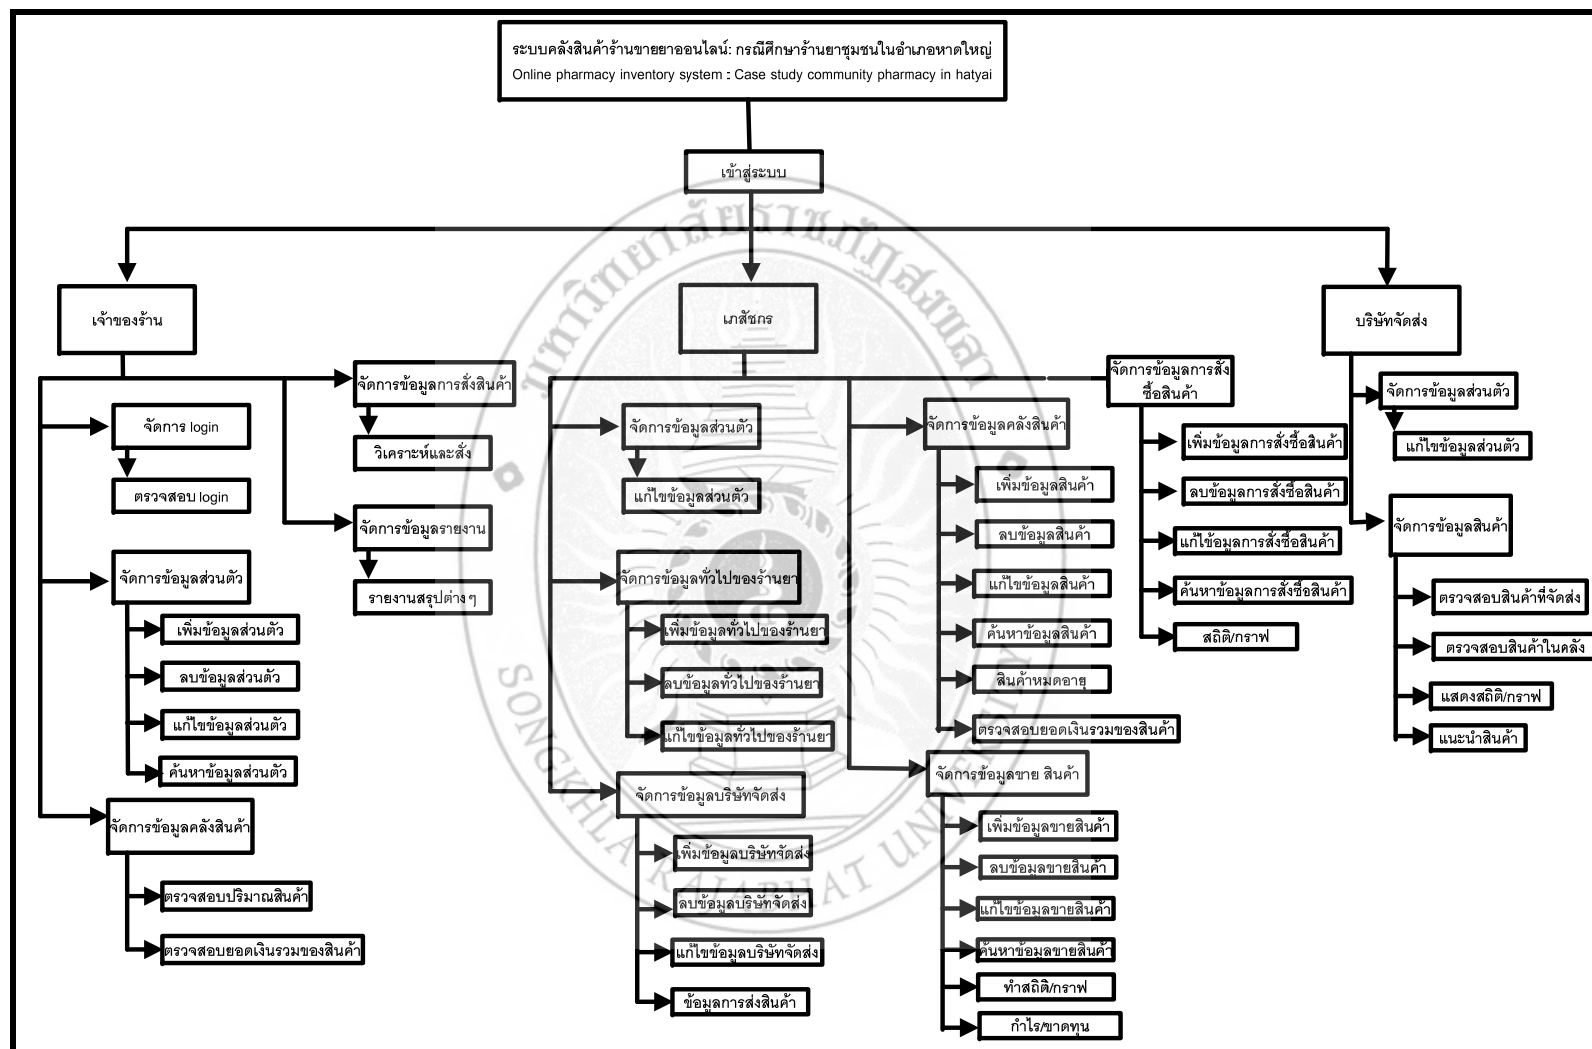 ระบบคลังสินค้าร้านขายยาออนไลน์: กรณีศึกษาร้านยาชุมชนในอำเภอหาดใหญ่
Online pharmacy inventory system : Case study community pharmacy in hatyai
เข้าสู่ระบบ
เจ้าของร้าน
จัดการ login
ตรวจสอบ login
จัดการข้อมูลส่วนตัว
เพิ่มข้อมูลส่วนตัว
ลบข้อมูลส่วนตัว
แก้ไขข้อมูลส่วนตัว
ค้นหาข้อมูลส่วนตัว
จัดการข้อมูลคลังสินค้า
ตรวจสอบปริมาณสินค้า
ตรวจสอบยอดเงินรวมของสินค้า
จัดการข้อมูลการสั่งสินค้า
วิเคราะห์และสั่ง
จัดการข้อมูลรายงาน
รายงานสรุปต่างๆ
เภสัชกร
จัดการข้อมูลส่วนตัว
แก้ไขข้อมูลส่วนตัว
จัดการข้อมูลทั่วไปของร้านยา
เพิ่มข้อมูลทั่วไปของร้านยา
ลบข้อมูลทั่วไปของร้านยา
แก้ไขข้อมูลทั่วไปของร้านยา
จัดการข้อมูลบริษัทจัดส่ง
เพิ่มข้อมูลบริษัทจัดส่ง
ลบข้อมูลบริษัทจัดส่ง
แก้ไขข้อมูลบริษัทจัดส่ง
ข้อมูลการส่งสินค้า
จัดการข้อมูลคลังสินค้า
เพิ่มข้อมูลสินค้า
ลบข้อมูลสินค้า
แก้ไขข้อมูลสินค้า
ค้นหาข้อมูลสินค้า
สินค้าหมดอายุ
ตรวจสอบยอดเงินรวมของสินค้า
จัดการข้อมูลขาย สินค้า
เพิ่มข้อมูลขายสินค้า
ลบข้อมูลขายสินค้า
แก้ไขข้อมูลขายสินค้า
ค้นหาข้อมูลขายสินค้า
ทำสถิติ/กราฟ
กำไร/ขาดทุน
จัดการข้อมูลการสั่ง
ซื้อสินค้า
เพิ่มข้อมูลการสั่งซื้อสินค้า
ลบข้อมูลการสั่งซื้อสินค้า
แก้ไข้อมูลการสั่งซื้อสินค้า
ค้นหาข้อมูลการสั่งซื้อสินค้า
สถิติ/กราฟ
บริษัทจัดส่ง
จัดการข้อมูลส่วนตัว
แก้ไขข้อมูลส่วนตัว
จัดการข้อมูลสินค้า
ตรวจสอบสินค้าที่จัดส่ง
ตรวจสอบสินค้าในคลัง
แสดงสถิติ/กราฟ
แนะนำสินค้า
มหาวิทยาลัยราชภัฏสงขลา
SONGKHLA RAJABHAT UNIVERSITY